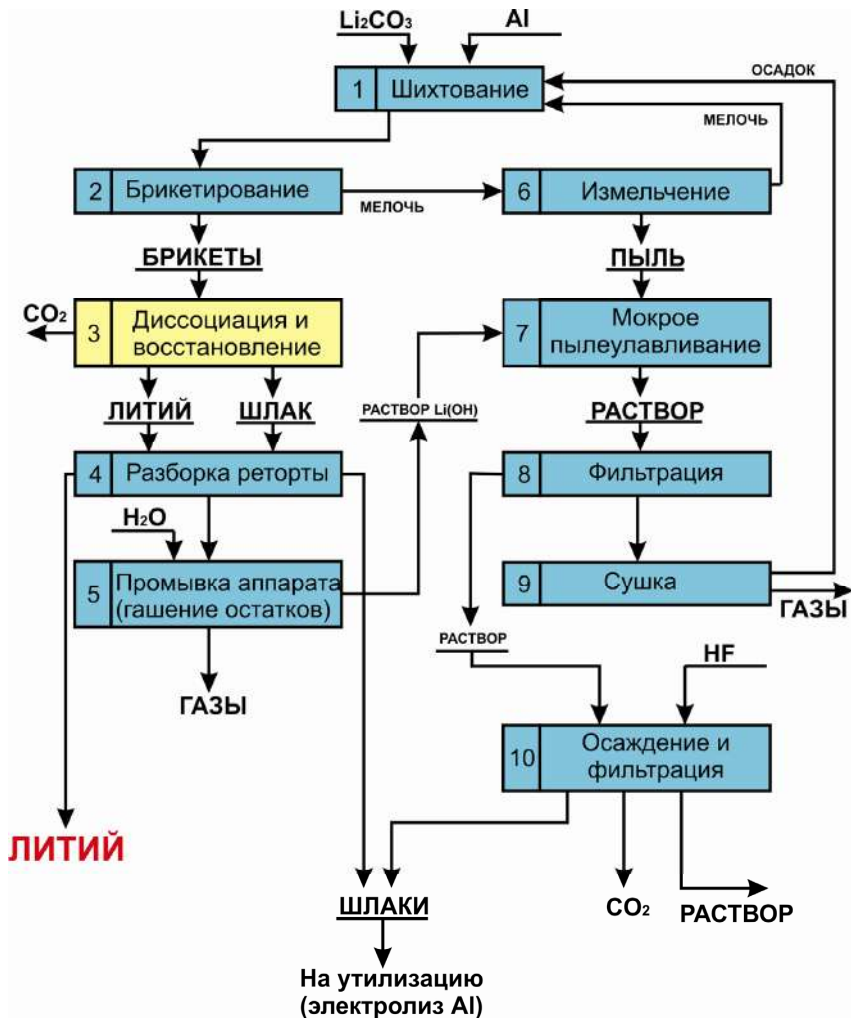 Li₂CO₃
Al
1 Шихтование
ОСАДОК
МЕЛОЧЬ
2 Брикетирование
МЕЛОЧЬ
6 Измельчение
БРИКЕТЫ
ПЫЛЬ
CO₂
3 Диссоциация и
восстановление
7 Мокрое
пылеулавливание
ЛИТИЙ
ШЛАК
РАСТВОР Li(OH)
РАСТВОР
4 Разборка реторты
8 Фильтрация
H₂O
5 Промывка аппарата
(гашение остатков)
9 Сушка
ГАЗЫ
РАСТВОР
HF
ГАЗЫ
10 Осаждение и
фильтрация
ЛИТИЙ
ШЛАКИ
CO₂
РАСТВОР
На утилизацию
(электролиз Al)